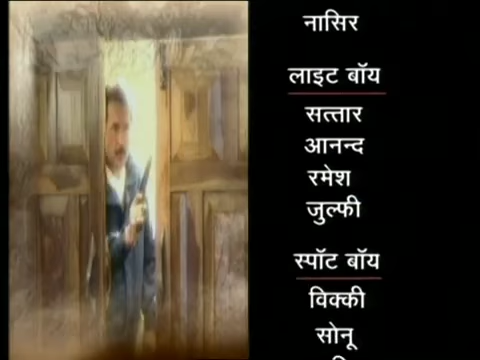 नासिर
लाइट बॉय
सत्तार
आनन्द
रमेश
जुल्फी
स्पॉट बॉय
विक्की
सोनू